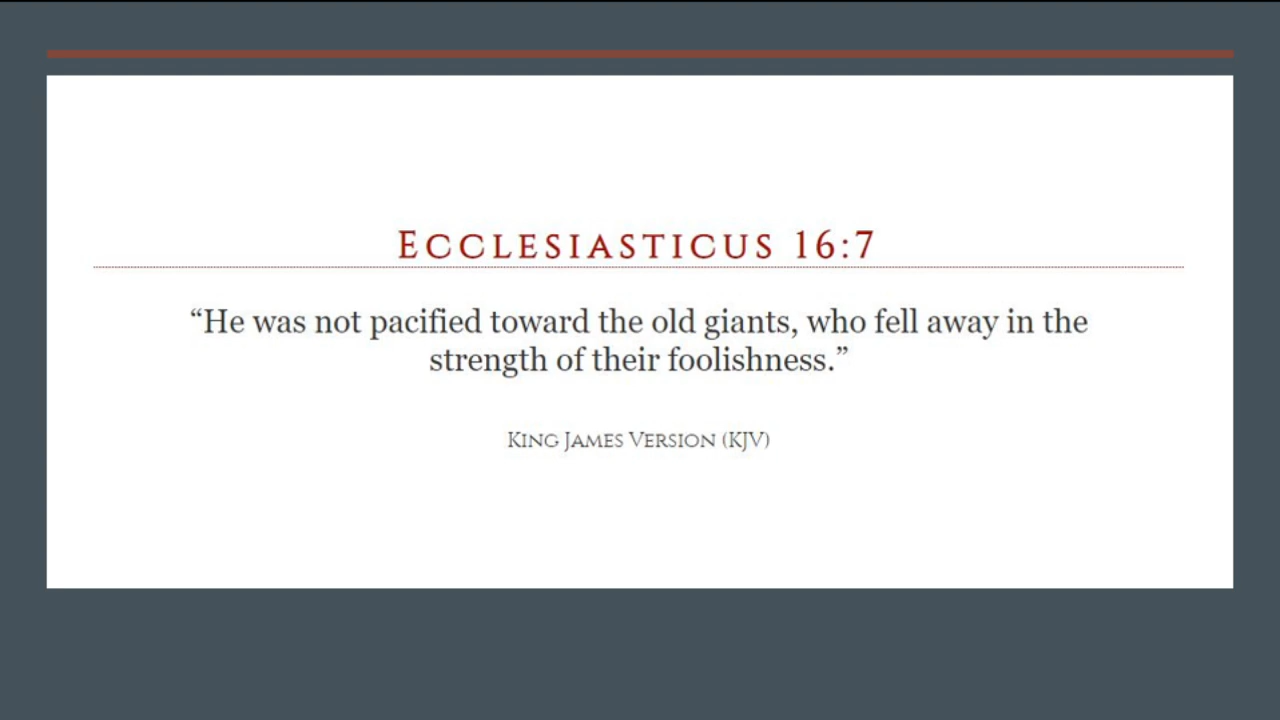 Ecclesiasticus 16:7
“He was not pacified toward the old giants, who fell away in the
strength of their foolishness.”
King James Version (KJV)